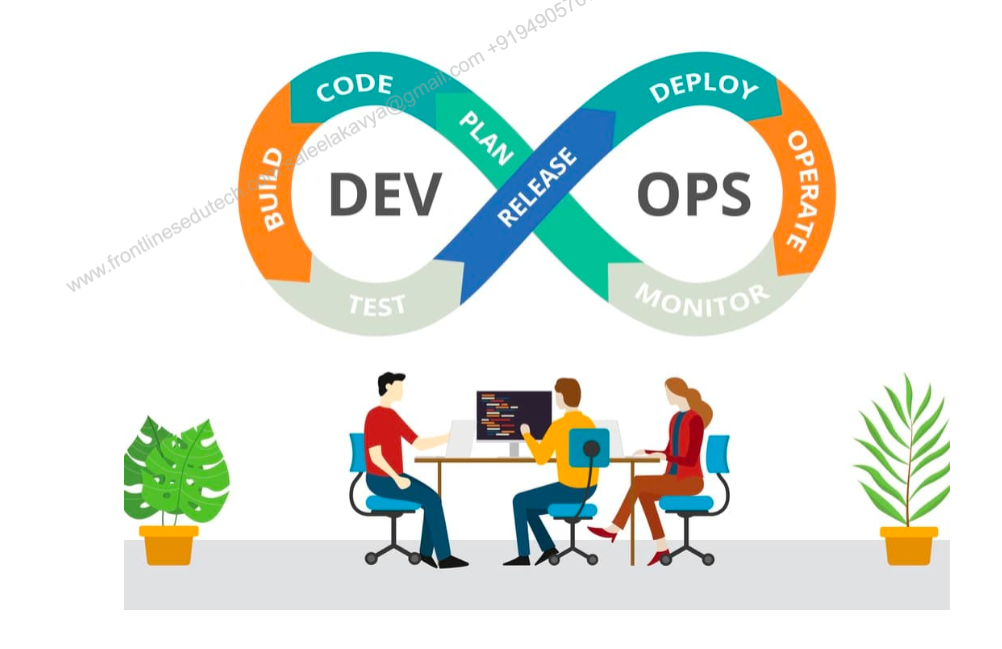 CODE
PLAN
BUILD
DEV
TEST
RELEASE
DEPLOY
OPERATE
OPS
MONITOR